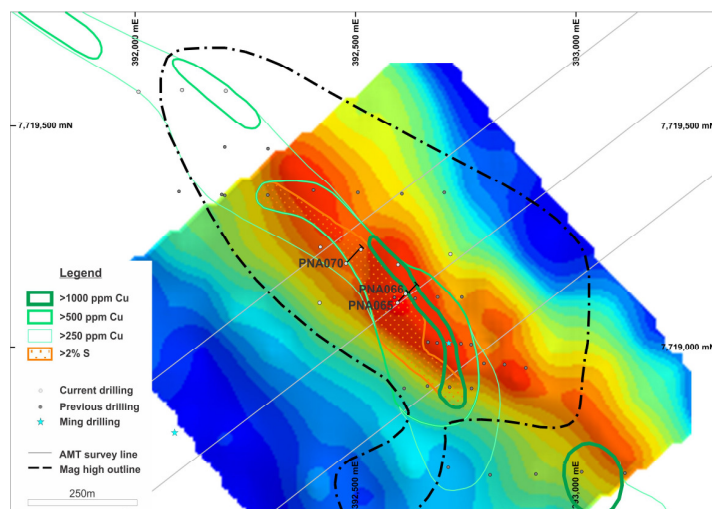 392,000 mE
392,500 mE
393,000 mE
7,719,500 mN
7,719,500 mN
PNA070
PNA066
PNA065
Legend
>1000 ppm Cu
>500 ppm Cu
>250 ppm Cu
>2% S
7,719,000 mN
Current drilling
Previous drilling
Ming drilling
AMT survey line
Mag high outline
250m
392,500 mE
393,000 mE